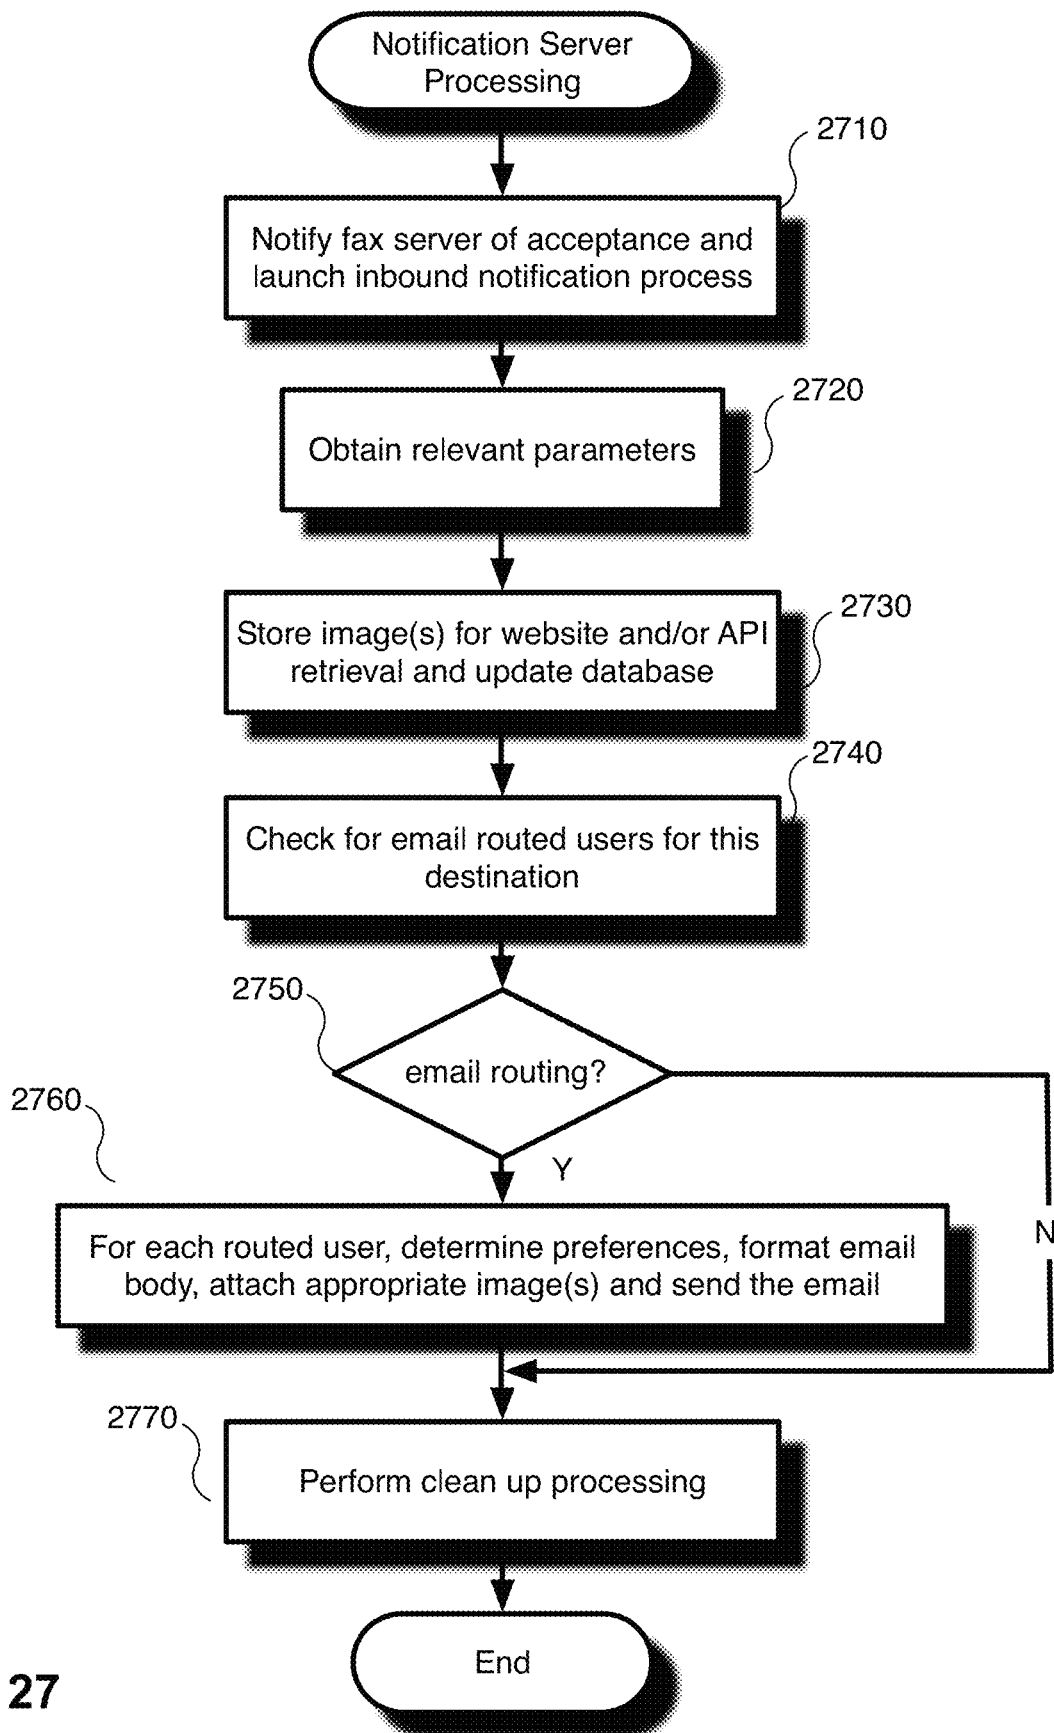 Notification Server
Processing
2710
Notify fax server of acceptance and
launch inbound notification process
2720
Obtain relevant parameters
2730
Store image(s) for website and/or API
retrieval and update database
2740
Check for email routed users for this
destination
2750
email routing?
2760
Y
N
For each routed user, determine preferences, format email
body, attach appropriate image(s) and send the email
2770
Perform clean up processing
End
27